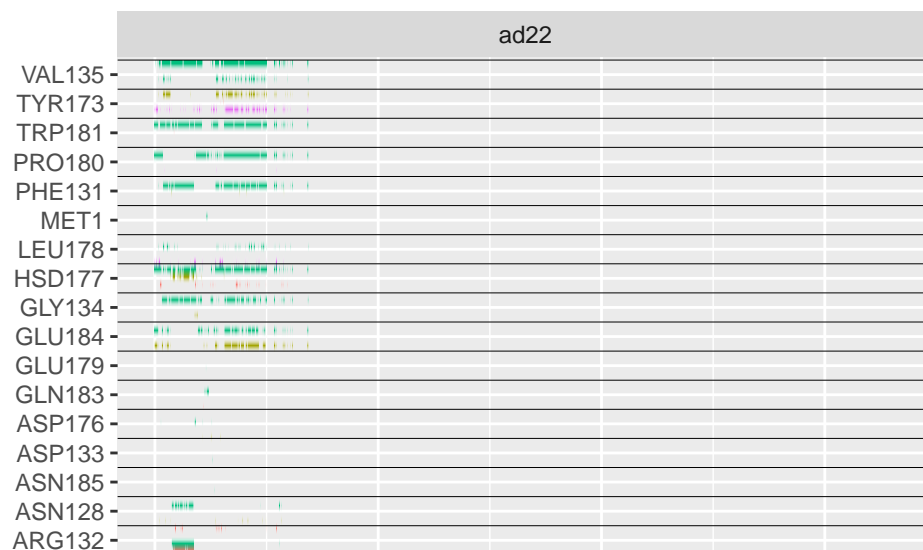 ad22
VAL135
TYR173
TRP181
PRO180
PHE131
MET1
LEU178
HSD177
GLY134
GLU184
GLU179
GLN183
ASP176
ASP133
ASN185
ASN128
ARG132